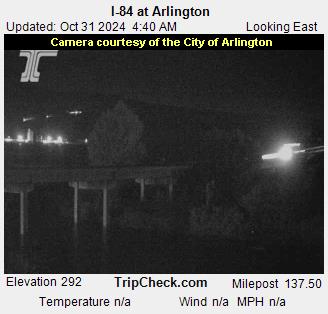 I-84 at Arlington
Updated: Oct 31 2024 4:40 AM Looking East
Camera courtesy of the City of Arlington
Elevation 292 TripCheck.com Milepost 137.50
Temperature n/a Wind n/a MPH n/a